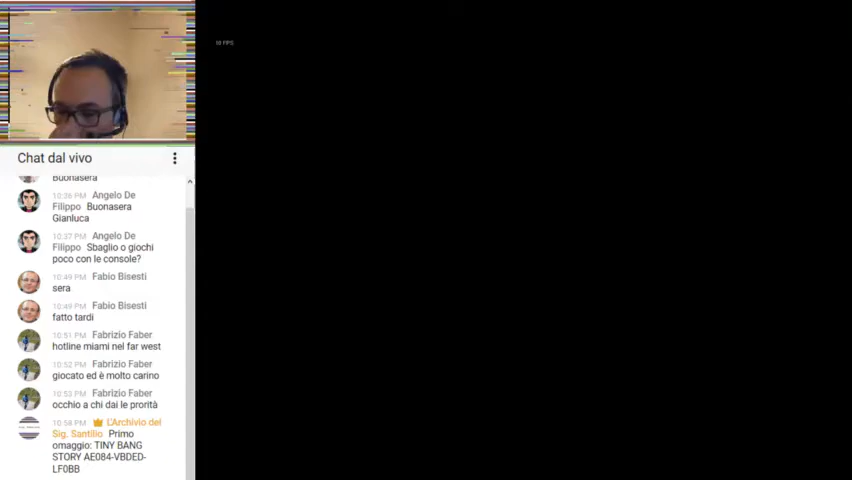 10 FPS
Chat dal vivo
Buonasera
10:36 PM Angelo De
Filippo Buonasera
Gianluca
10:37 PM Angelo De
Filippo Sbaglio o giochi
poco con le console?
10:49 PM Fabio Bisesti
sera
10:49 PM Fabio Bisesti
fatto tardi
10:51 PM Fabrizio Faber
hotline miami nel far west
10:52 PM Fabrizio Faber
giocato ed è molto carino
10:53 PM Fabrizio Faber
occhio a chi dai le prorità
10:58 PM L'Archivio del
Sig. Santilio Primo
omaggio: TINY BANG
STORY AE084-VBDED-
LF0BB